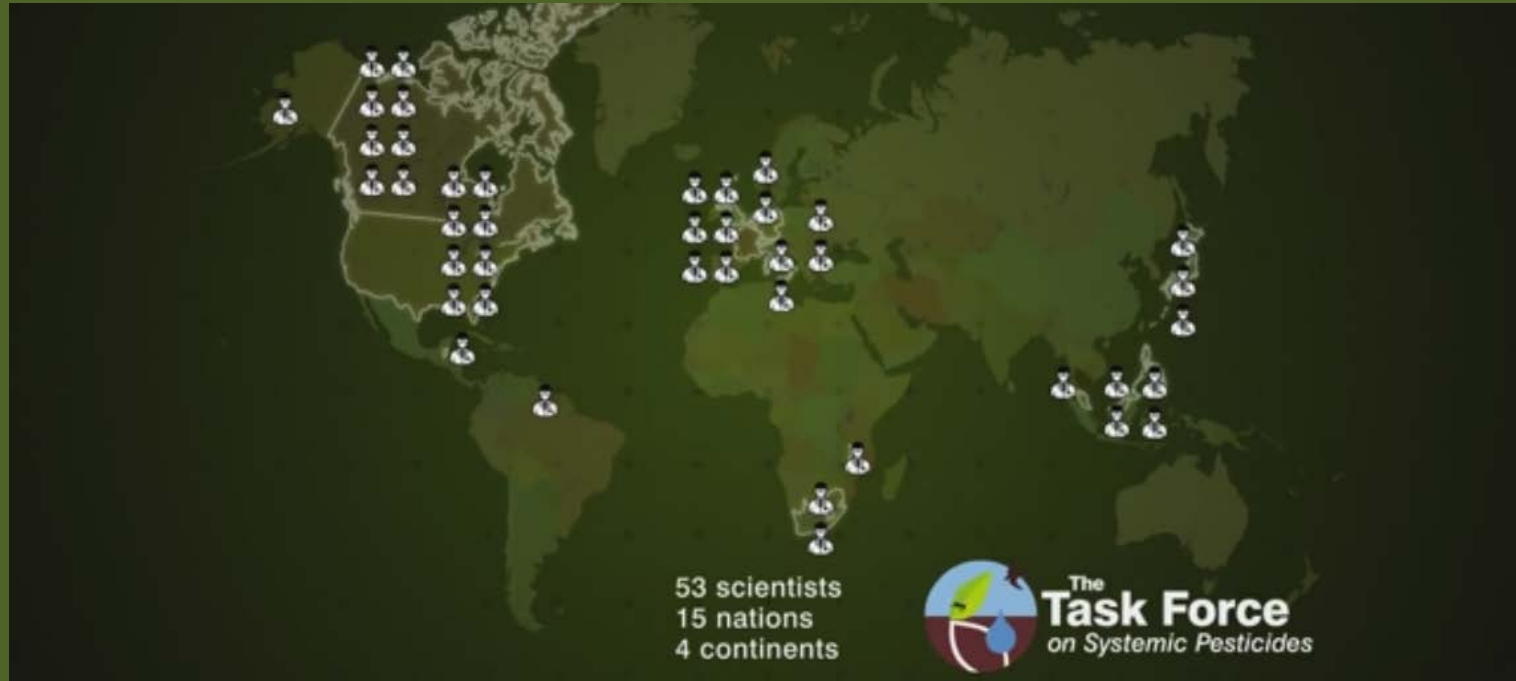 53 scientists
15 nations
4 continents
The
Task Force
on Systemic Pesticides